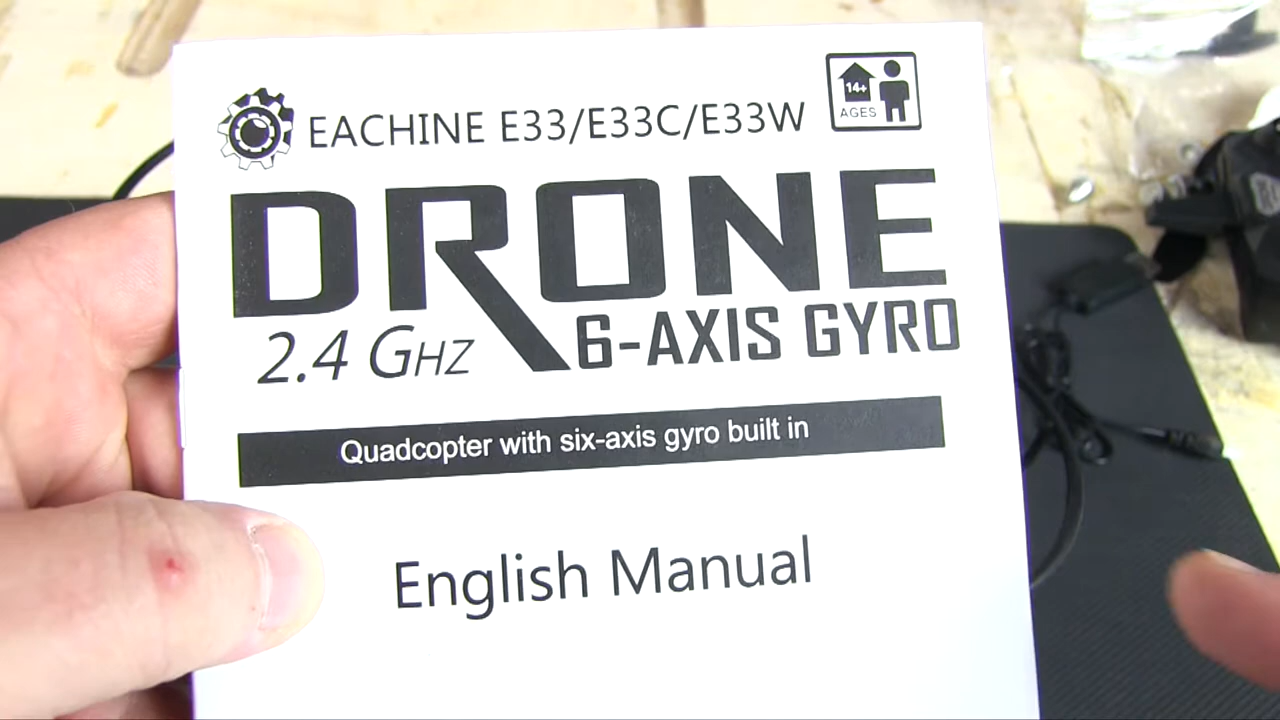 EACHINE E33/E33C/E33W
14+
AGES
DRONE
2.4 GHZ
6-AXIS GYRO
Quadcopter with six-axis gyro built in
English Manual